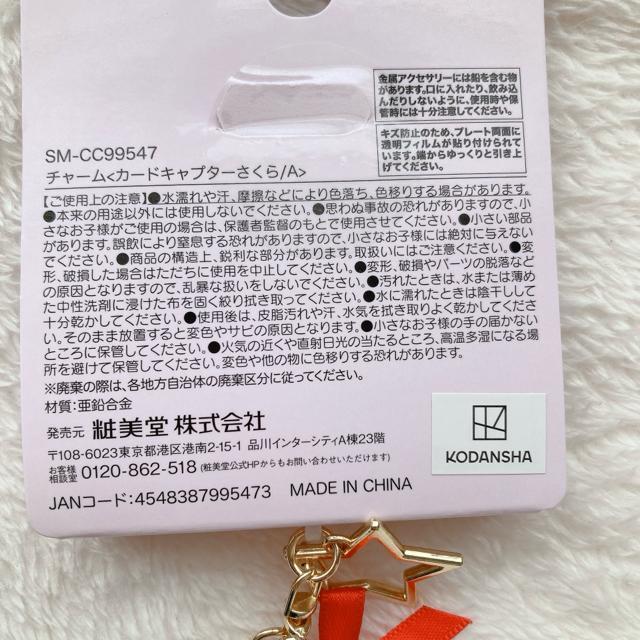 金属アクセサリーには鉛を含む物
があります。口に入れたり、飲み込
んだりしないように、使用時や保
管時には十分注意してください。
キズ防止のため、プレート両面に
透明フィルムが貼り付けられて
います。端からゆっくりと引き上
げてください。
SM-CC99547
チャーム<カードキャプターさくら/A>
【ご使用上の注意】●水濡れや汗、摩擦などにより色落ち、色移りする場合があります。
●本来の用途以外には使用しないでください。●思わぬ事故の恐れがありますので、小
さなお子様がご使用の場合は、保護者監督のもとで使用させてください。●小さい部品
があります。誤飲により窒息する恐れがありますので、小さなお子様には絶対に与えない
でください。●商品の構造上、鋭利な部分があります。取扱いにはご注意ください。●変
形、破損した場合はただちに使用を中止してください。●変形、破損やパーツの脱落など
の原因となりますので、乱暴な扱いをしないでください。●汚れたときは、水または薄め
た中性洗剤に浸けた布を固く絞り拭き取ってください。●水に濡れたときは陰干しして
十分乾かしてください。●使用後は、皮脂汚れや汗、水気を拭き取りよく乾かしてくださ
い。そのまま放置すると変色やサビの原因となります。●小さなお子様の手の届かない
ところに保管してください。●火気の近くや直射日光の当たるところ、高温多湿になる場
所を避けて保管してください。変色や他の物に色移りする恐れがあります。
※廃棄の際は、各地方自治体の廃棄区分に従ってください。
材質：亜鉛合金
発売元 粧美堂 株式会社
〒108-6023東京都港区港南2-15-1 品川インターシティA棟23階
お客様相談室 0120-862-518 (粧美堂公式HPからもお問い合わせいただけます)
JANコード：4548387995473 MADE IN CHINA
KODANSHA